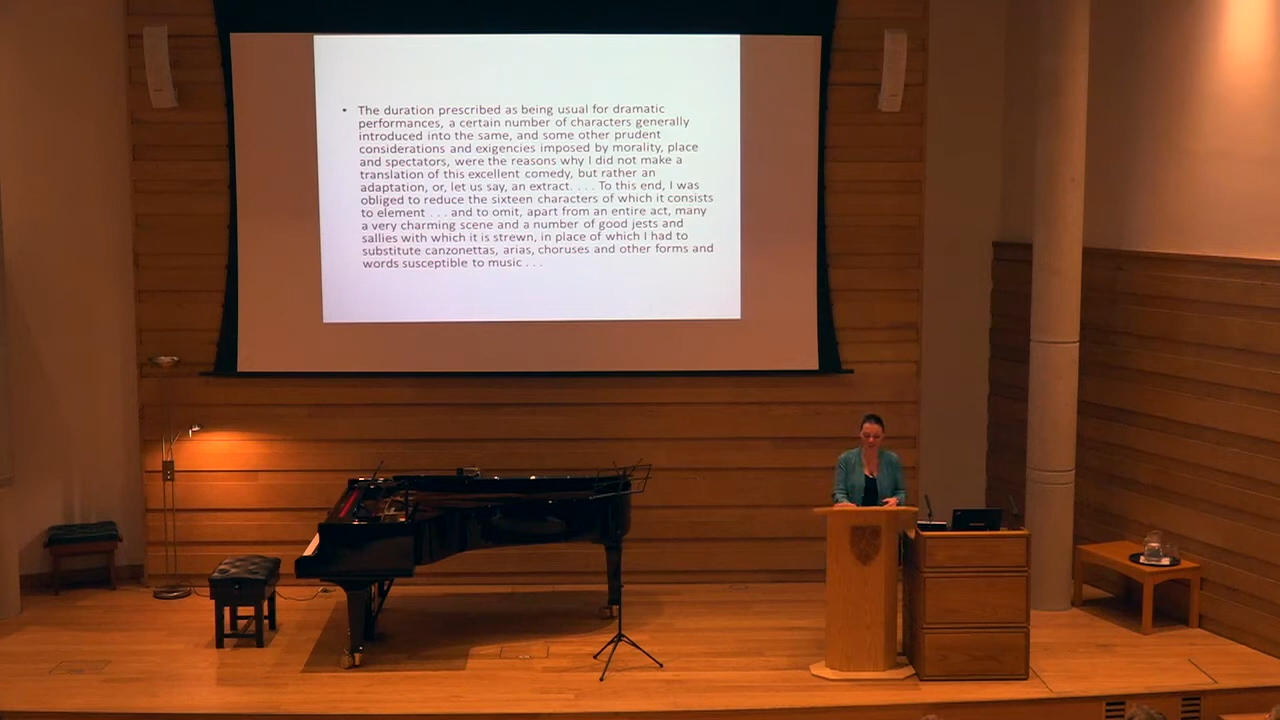 • The duration prescribed as being usual for dramatic
performances, a certain number of characters generally
introduced into the same, and some other prudent
considerations and exigencies imposed by morality, place
and spectators, were the reasons why I did not make a
translation of this excellent comedy, but rather an
adaptation, or, let us say, an extract. . . . To this end, I was
obliged to reduce the sixteen characters of which it consists
to element . . . and to omit, apart from an entire act, many
a very charming scene and a number of good jests and
sallies with which it is strewn, in place of which I had to
substitute canzonettas, arias, choruses and other forms and
words susceptible to music . . .